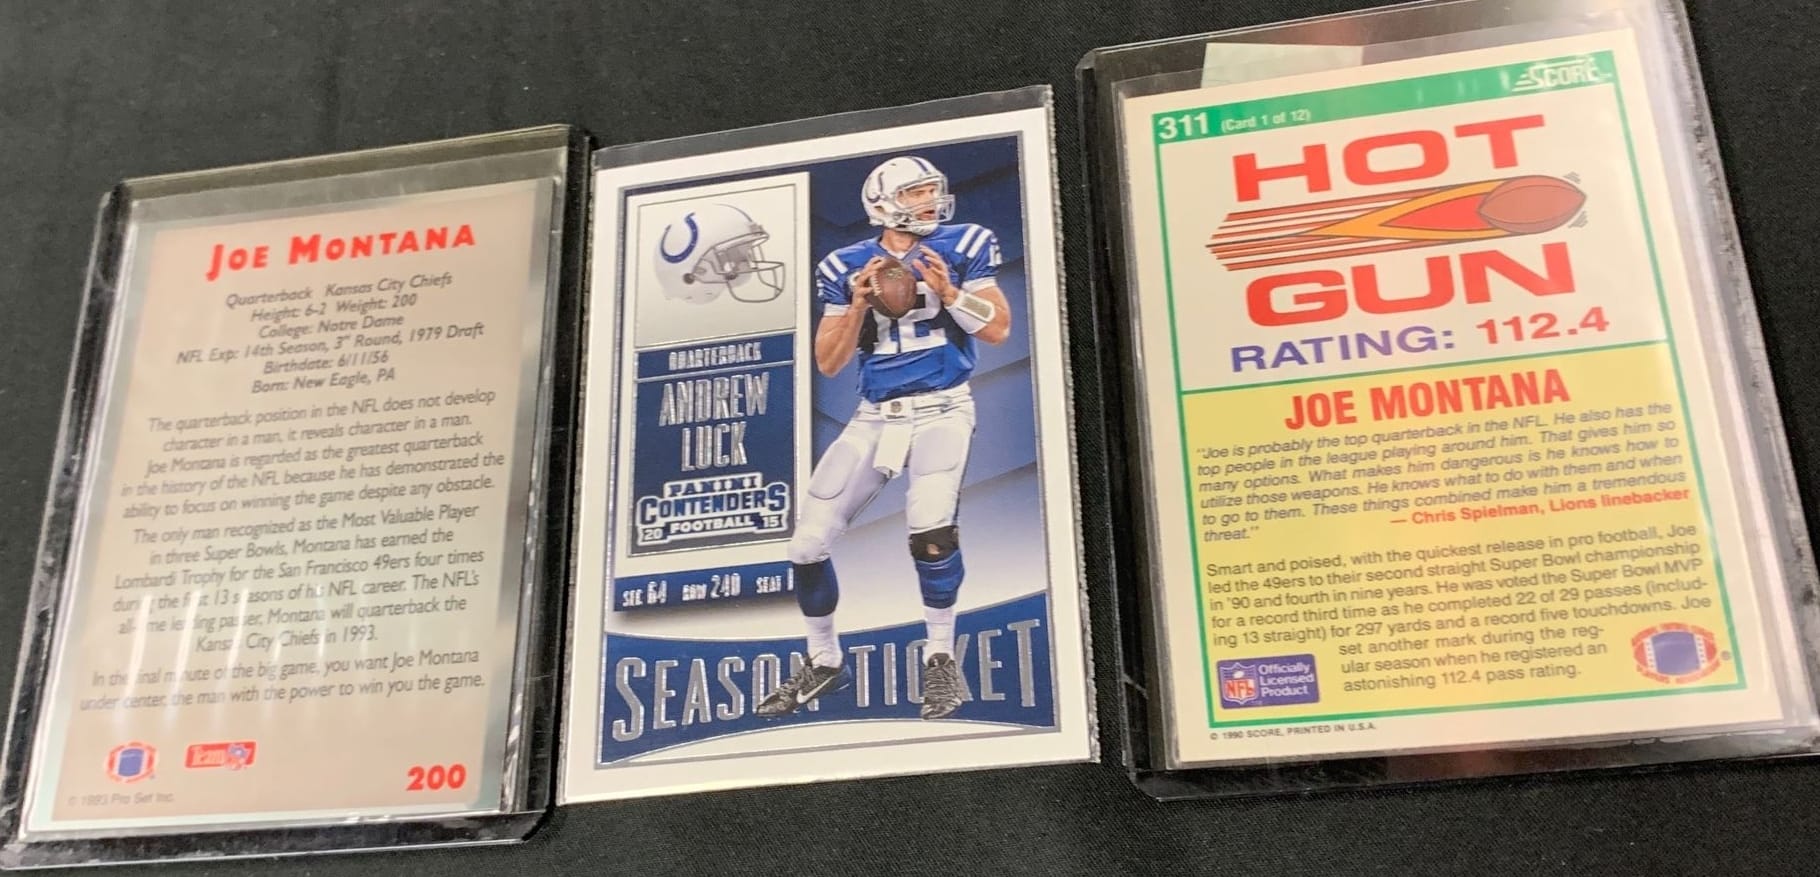 JOE MONTANA
Quarterback Kansas City Chiefs
Height: 6-2 Weight: 200
College: Notre Dame
NFL Exp: 14th Season, 3rd Round, 1979 Draft
Birthdate: 6/11/56
Born: New Eagle, PA
The quarterback position in the NFL does not develop
character in a man, it reveals character in a man.
Joe Montana is regarded as the greatest quarterback
in the history of the NFL because he has demonstrated the
ability to focus on winning the game despite any obstacle.
The only man recognized as the Most Valuable Player
in three Super Bowls, Montana has earned the
Lombardi Trophy for the San Francisco 49ers four times
during the first 13 seasons of his NFL career. The NFL's
all-time leading passer, Montana will quarterback the
Kansas City Chiefs in 1993.
In the final minute of the big game, you want Joe Montana
under center, the man with the power to win you the game.
Team NFL
200
© 1993 Pro Set Inc.
QUARTERBACK
ANDREW
LUCK
PANINI
CONTENDERS
20 FOOTBALL 15
SEC 64 ROW 240 SEAT
12
SEASON TICKET
SCORE
311 (Card 1 of 12)
HOT
GUN
RATING: 112.4
JOE MONTANA
"Joe is probably the top quarterback in the NFL. He also has the
top people in the league playing around him. That gives him so
many options. What makes him dangerous is he knows how to
utilize those weapons. He knows what to do with them and when
to go to them. These things combined make him a tremendous
threat."
— Chris Spielman, Lions linebacker
Smart and poised, with the quickest release in pro football, Joe
led the 49ers to their second straight Super Bowl championship
in '90 and fourth in nine years. He was voted the Super Bowl MVP
for a record third time as he completed 22 of 29 passes (includ-
ing 13 straight) for 297 yards and a record five touchdowns. Joe
set another mark during the reg-
ular season when he registered an
astonishing 112.4 pass rating.
NFL
Officially
Licensed
Product
© 1990 SCORE, PRINTED IN U.S.A.